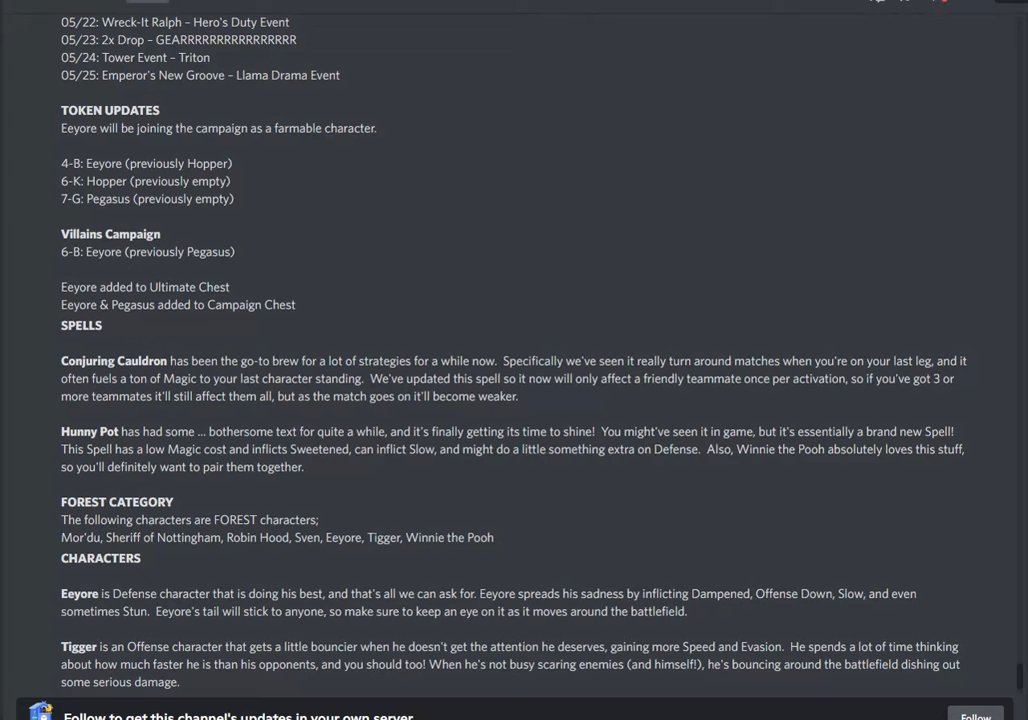 05/22: Wreck-It Ralph – Hero's Duty Event
05/23: 2x Drop – GEARRRRRRRRRRRRRRRR
05/24: Tower Event – Triton
05/25: Emperor's New Groove – Llama Drama Event
TOKEN UPDATES
Eeyore will be joining the campaign as a farmable character.
4-B: Eeyore (previously Hopper)
6-K: Hopper (previously empty)
7-G: Pegasus (previously empty)
Villains Campaign
6-B: Eeyore (previously Pegasus)
Eeyore added to Ultimate Chest
Eeyore & Pegasus added to Campaign Chest
SPELLS
Conjuring Cauldron has been the go-to brew for a lot of strategies for a while now.  Specifically we've seen it really turn around matches when you're on your last leg, and it
often fuels a ton of Magic to your last character standing.  We've updated this spell so it now will only affect a friendly teammate once per activation, so if you've got 3 or
more teammates it'll still affect them all, but as the match goes on it'll become weaker.
Hunny Pot has had some ... bothersome text for quite a while, and it's finally getting its time to shine!  You might've seen it in game, but it's essentially a brand new Spell!
This Spell has a low Magic cost and inflicts Sweetened, can inflict Slow, and might do a little something extra on Defense.  Also, Winnie the Pooh absolutely loves this stuff,
so you'll definitely want to pair them together.
FOREST CATEGORY
The following characters are FOREST characters;
Mor'du, Sheriff of Nottingham, Robin Hood, Sven, Eeyore, Tigger, Winnie the Pooh
CHARACTERS
Eeyore is Defense character that is doing his best, and that's all we can ask for. Eeyore spreads his sadness by inflicting Dampened, Offense Down, Slow, and even
sometimes Stun.  Eeyore's tail will stick to anyone, so make sure to keep an eye on it as it moves around the battlefield.
Tigger is an Offense character that gets a little bouncier when he doesn't get the attention he deserves, gaining more Speed and Evasion.  He spends a lot of time thinking
about how much faster he is than his opponents, and you should too! When he's not busy scaring enemies (and himself!), he's bouncing around the battlefield dishing out
some serious damage.
Follow to get this channel's updates in your own server
Follow